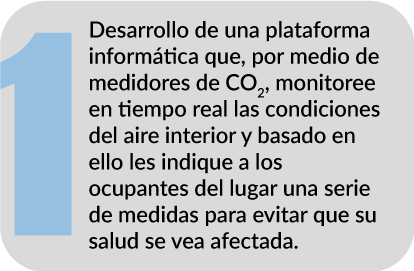 1
Desarrollo de una plataforma
informática que, por medio de
medidores de CO₂, monitoree
en tiempo real las condiciones
del aire interior y basado en
ello les indique a los
ocupantes del lugar una serie
de medidas para evitar que su
salud se vea afectada.